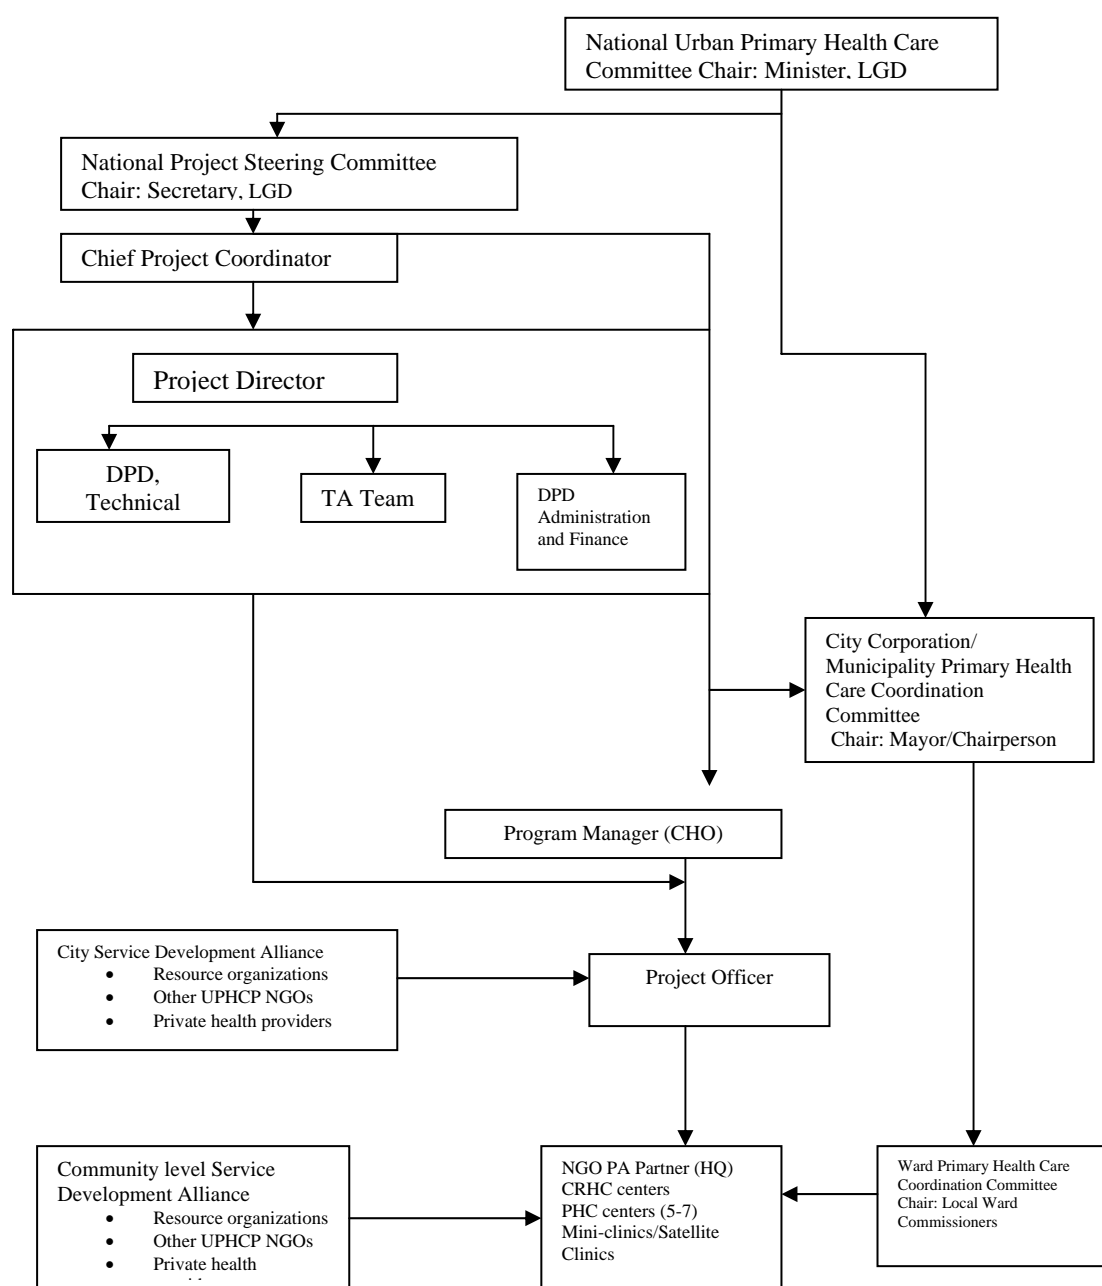 National Urban Primary Health Care
Committee Chair: Minister, LGD
National Project Steering Committee
Chair: Secretary, LGD
Chief Project Coordinator
Project Director
DPD,
Technical
TA Team
DPD
Administration
and Finance
City Corporation/
Municipality Primary Health
Care Coordination
Committee
Chair: Mayor/Chairperson
Program Manager (CHO)
City Service Development Alliance
• Resource organizations
• Other UPHCP NGOs
• Private health providers
Project Officer
Community level Service
Development Alliance
• Resource organizations
• Other UPHCP NGOs
• Private health
NGO PA Partner (HQ)
CRHC centers
PHC centers (5-7)
Mini-clinics/Satellite
Clinics
Ward Primary Health Care
Coordination Committee
Chair: Local Ward
Commissioners